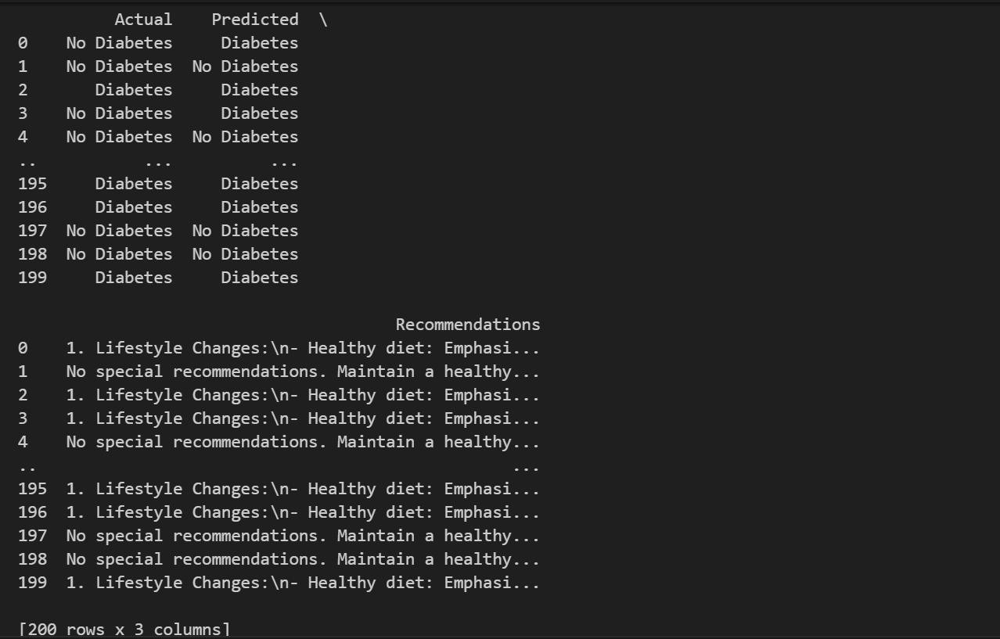 Actual Predicted \
0 No Diabetes Diabetes
1 No Diabetes No Diabetes
2 Diabetes Diabetes
3 No Diabetes Diabetes
4 No Diabetes No Diabetes
.. ... ...
195 Diabetes Diabetes
196 Diabetes Diabetes
197 No Diabetes No Diabetes
198 No Diabetes No Diabetes
199 Diabetes Diabetes
Recommendations
0 1. Lifestyle Changes:\n- Healthy diet: Emphasi...
1 No special recommendations. Maintain a healthy...
2 1. Lifestyle Changes:\n- Healthy diet: Emphasi...
3 1. Lifestyle Changes:\n- Healthy diet: Emphasi...
4 No special recommendations. Maintain a healthy...
.. ...
195 1. Lifestyle Changes:\n- Healthy diet: Emphasi...
196 1. Lifestyle Changes:\n- Healthy diet: Emphasi...
197 No special recommendations. Maintain a healthy...
198 No special recommendations. Maintain a healthy...
199 1. Lifestyle Changes:\n- Healthy diet: Emphasi...
[200 rows x 3 columns]